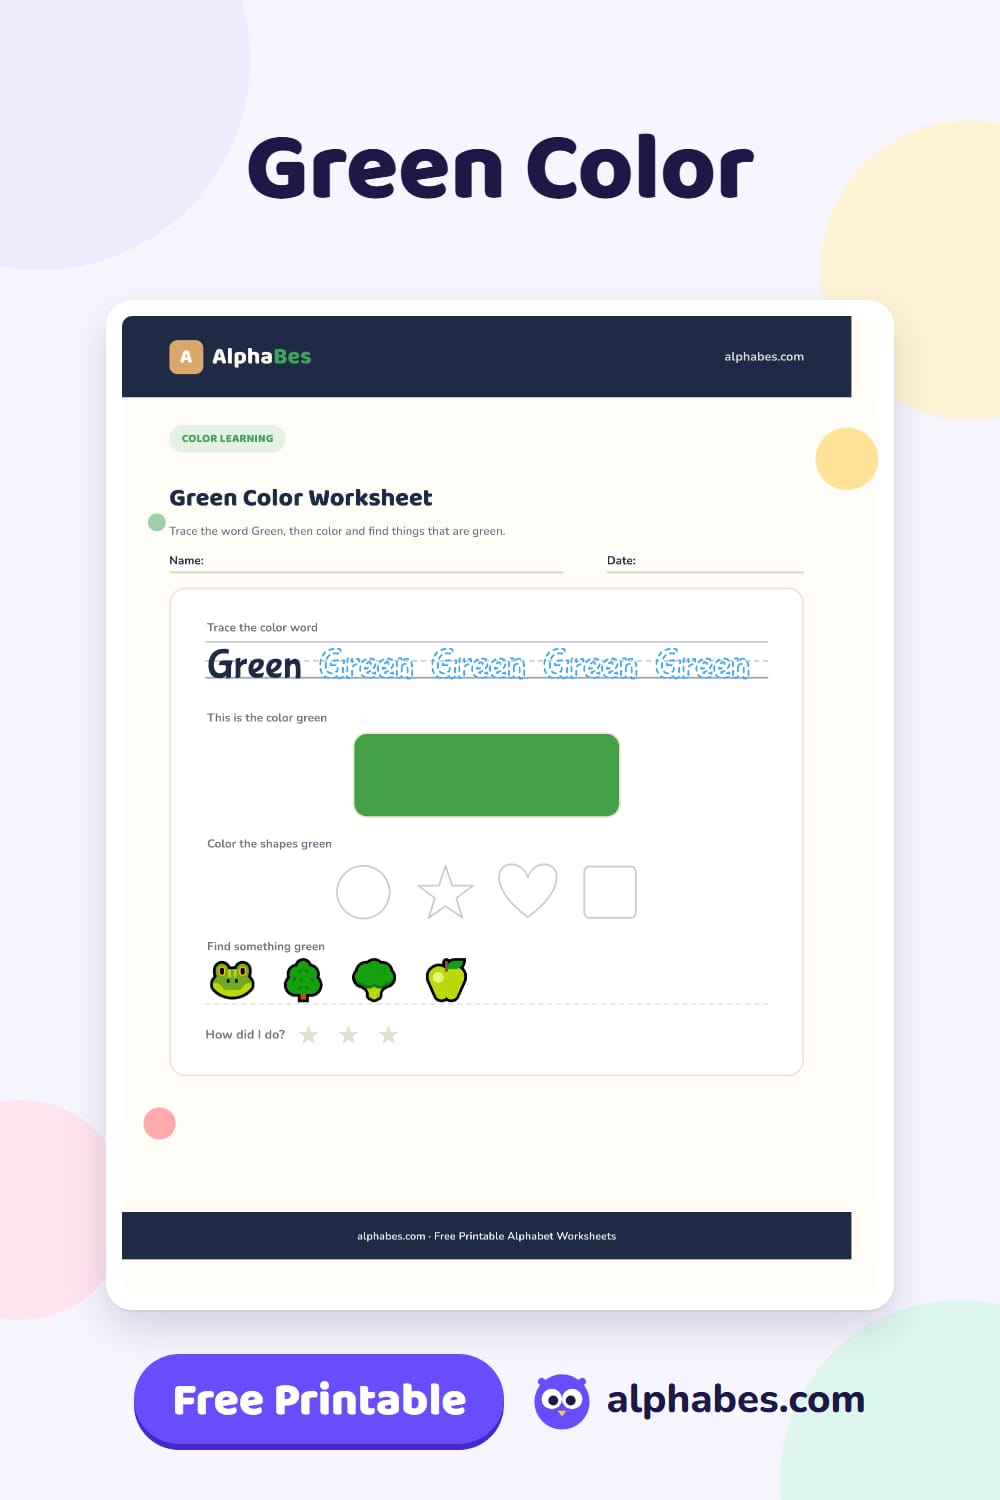 Green Color
A AlphaBes
alphabes.com
COLOR LEARNING
Green Color Worksheet
Trace the word Green, then color and find things that are green.
Name: Date:
Trace the color word
Green Green Green Green Green
This is the color green
Color the shapes green
Find something green
How did I do?
alphabes.com · Free Printable Alphabet Worksheets
Free Printable
alphabes.com